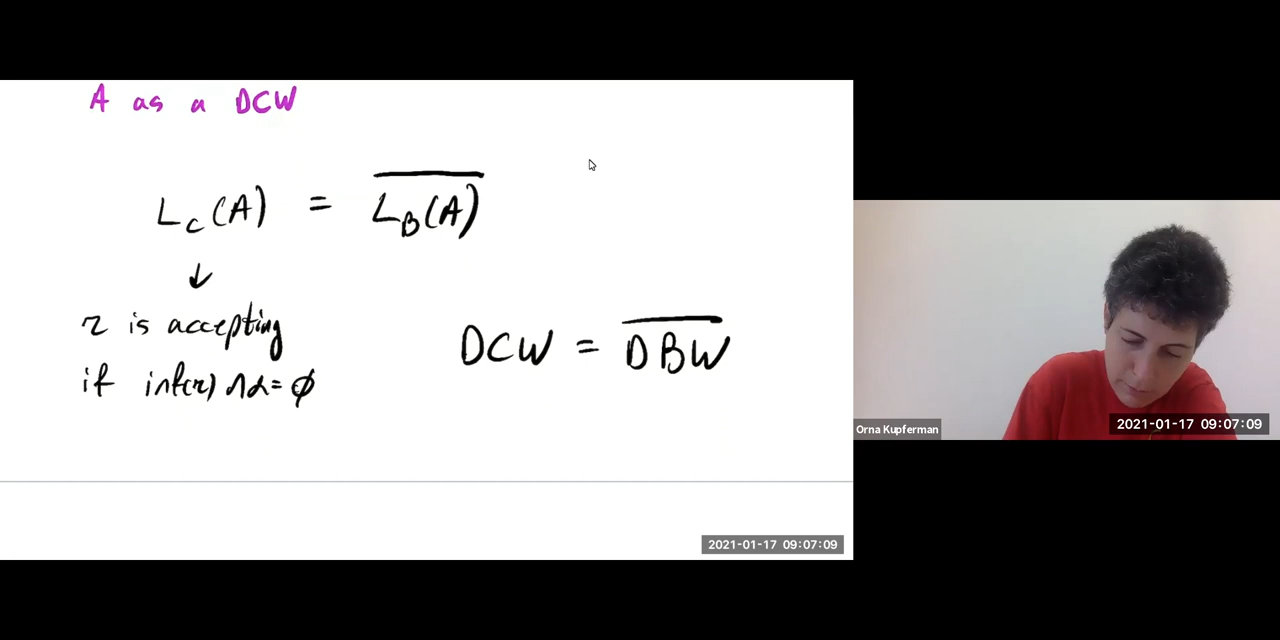 A as a DCW
L_C(A) = \overline{L_B(A)}
↓
r is accepting
if inf(r) ∩ α = ∅
DCW = \overline{DBW}
Orna Kupferman
2021-01-17 09:07:09
2021-01-17 09:07:09